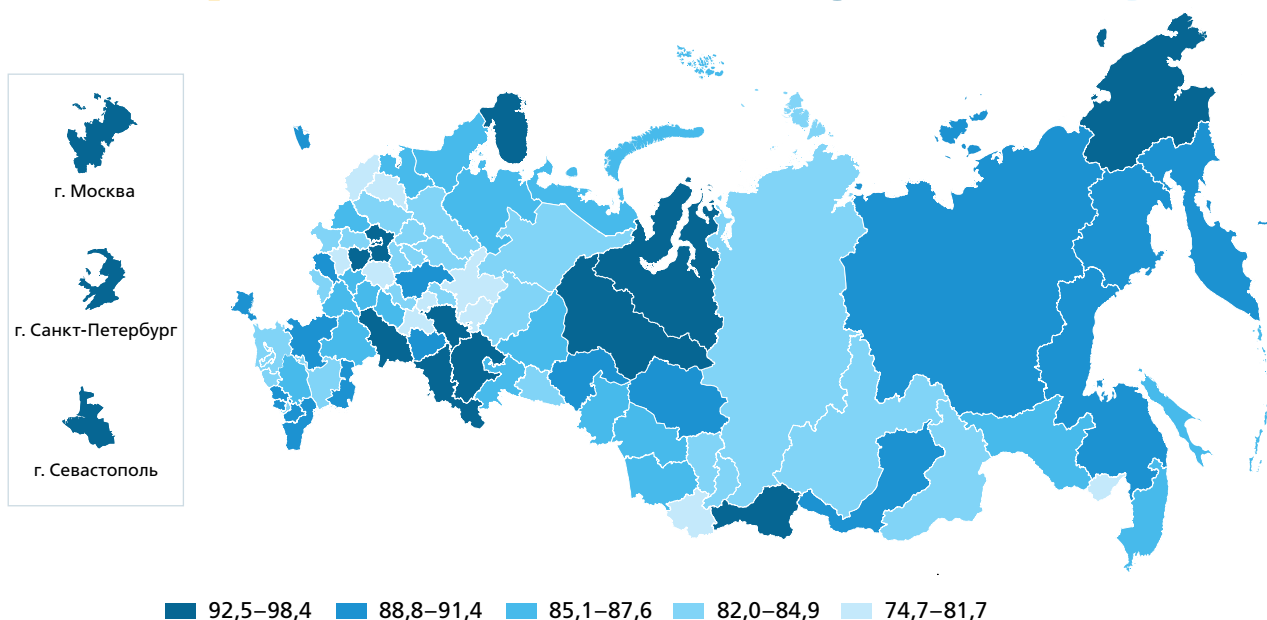 г. Москва
г. Санкт-Петербург
г. Севастополь
92,5–98,4 88,8–91,4 85,1–87,6 82,0–84,9 74,7–81,7